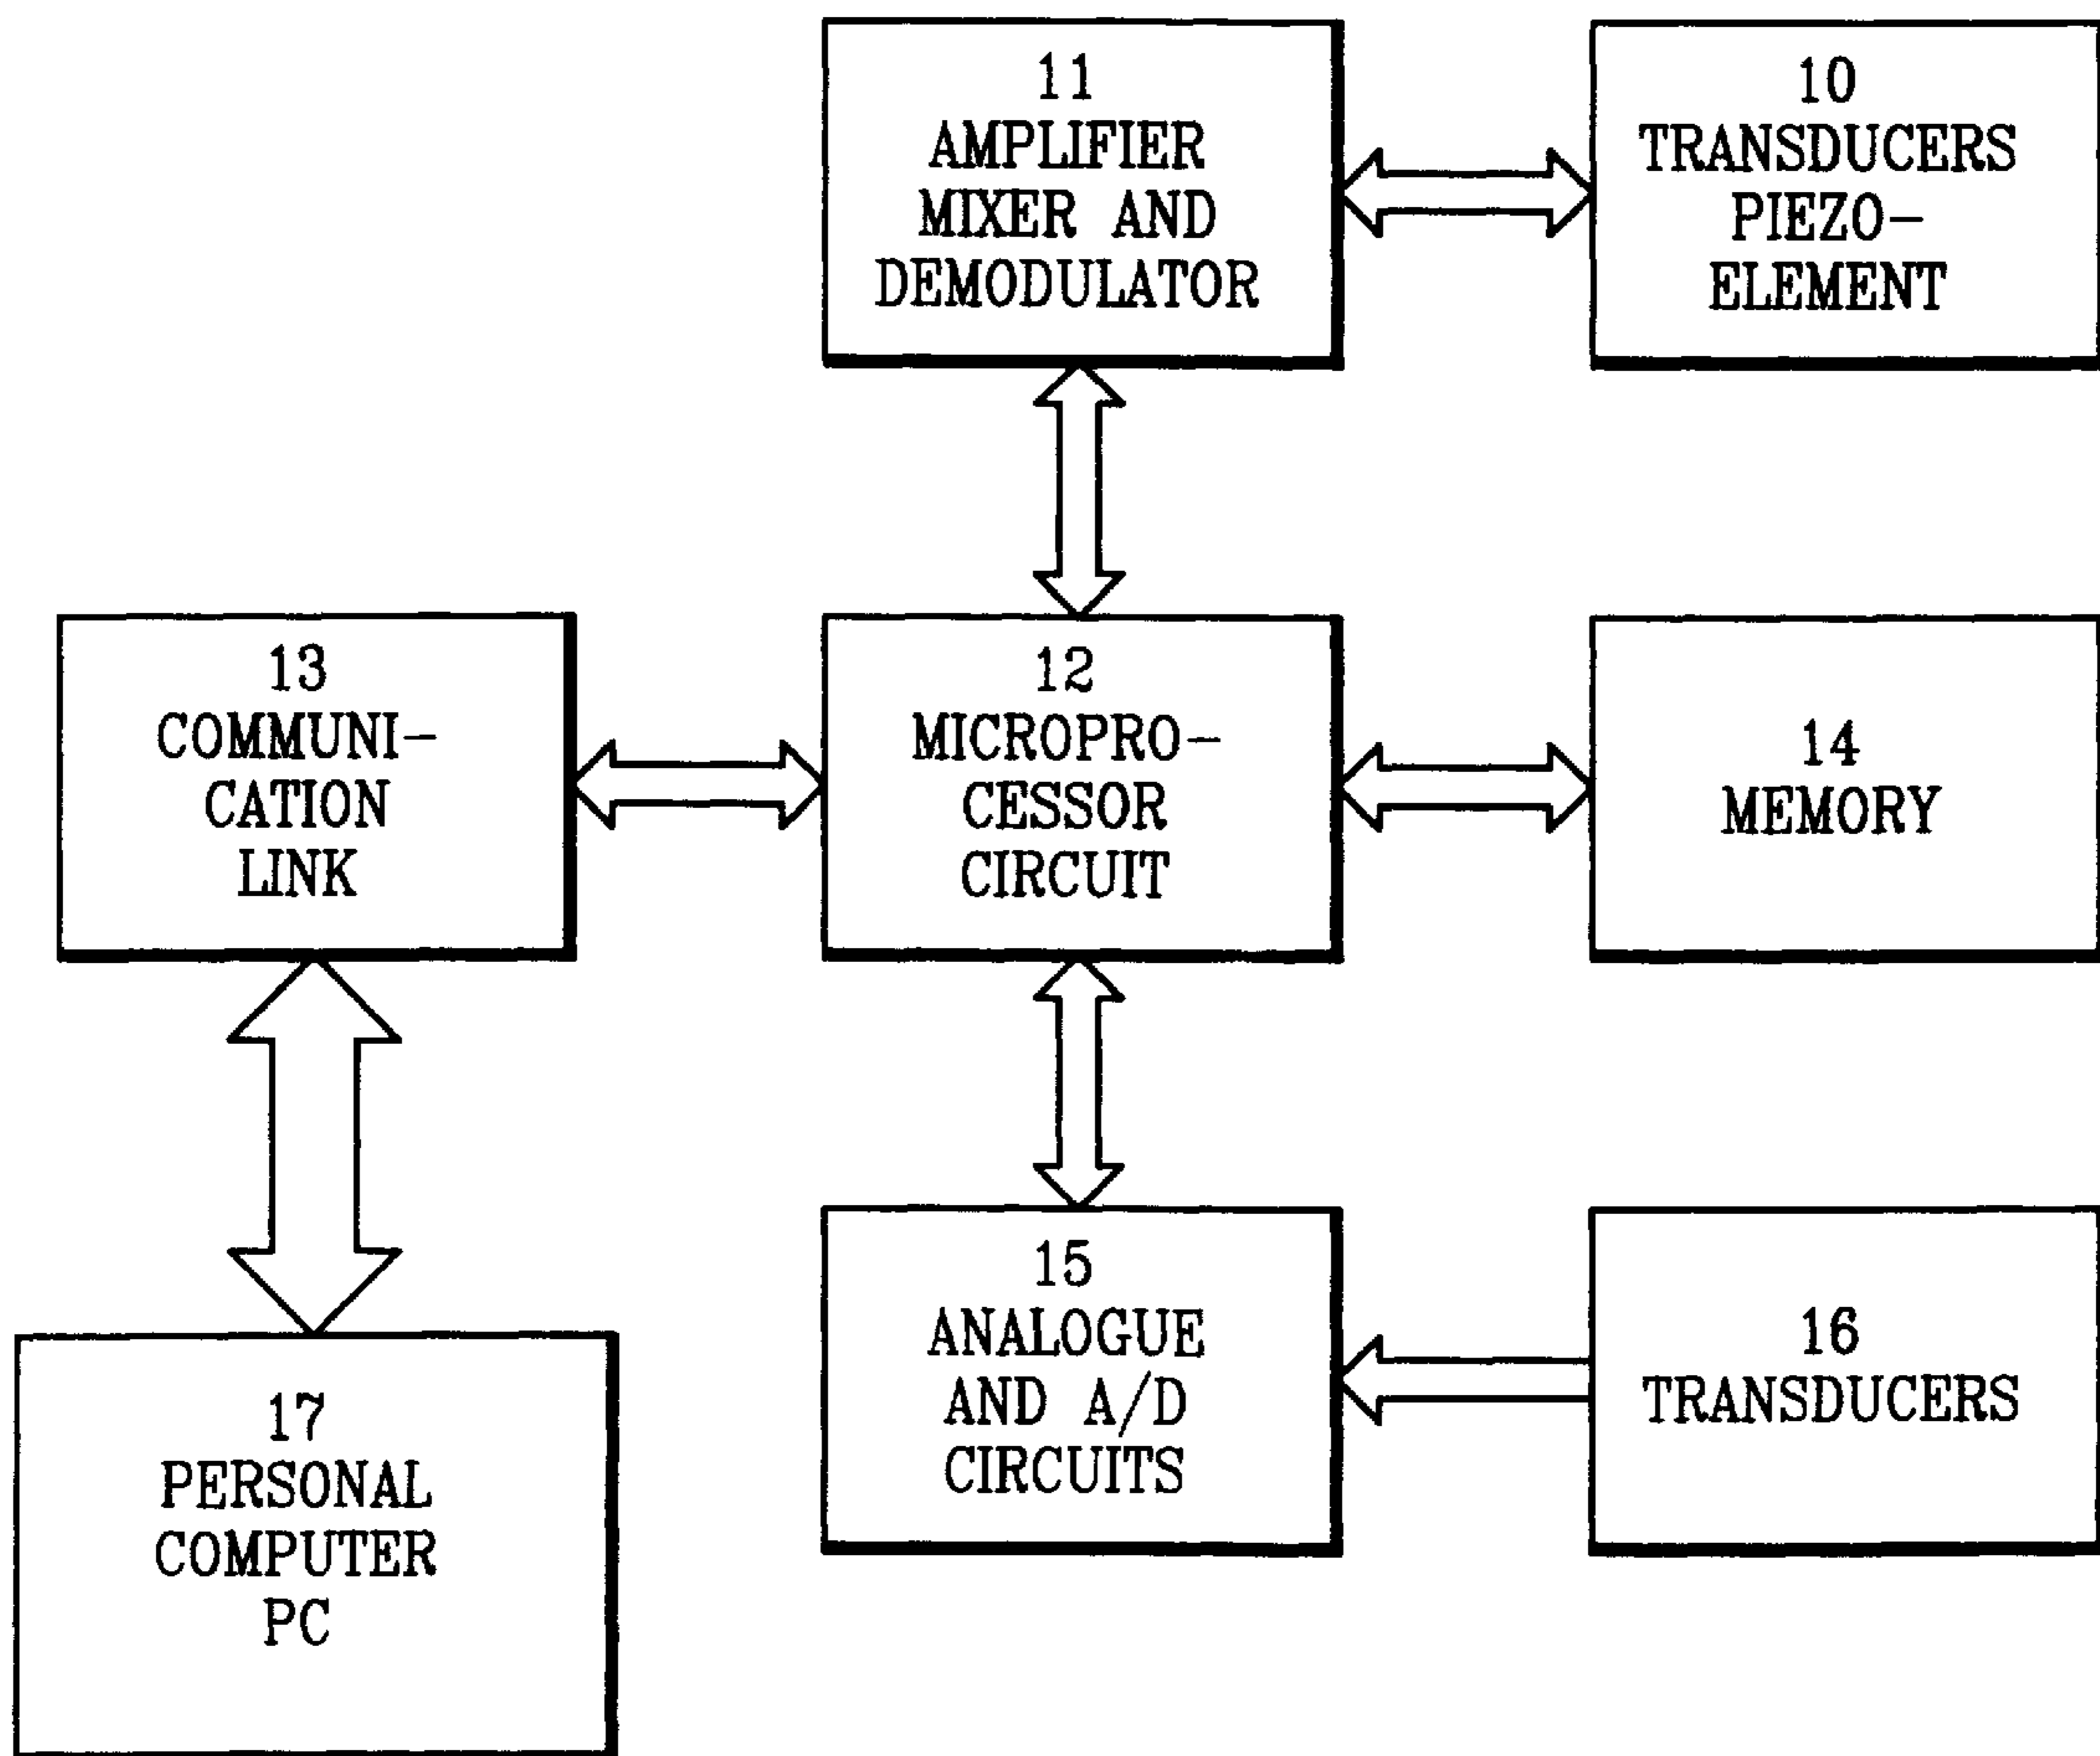 11
AMPLIFIER
MIXER AND
DEMODULATOR
10
TRANSDUCERS
PIEZO-
ELEMENT
13
COMMUNI-
CATION
LINK
12
MICROPRO-
CESSOR
CIRCUIT
14
MEMORY
15
ANALOGUE
AND A/D
CIRCUITS
16
TRANSDUCERS
17
PERSONAL
COMPUTER
PC